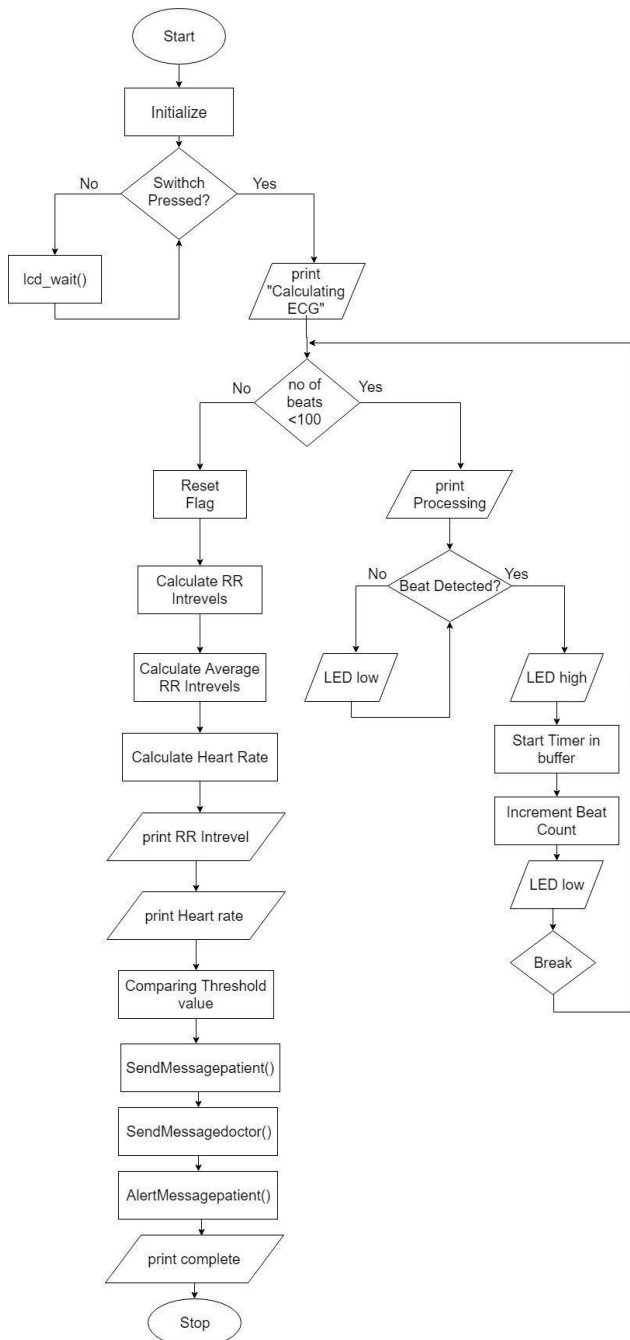 Start
Initialize
No
Swithch
Pressed?
Yes
lcd_wait()
print
"Calculating
ECG"
No
no of
beats
<100
Yes
Reset
Flag
print
Processing
Calculate RR
Intrevels
No
Beat Detected?
Yes
Calculate Average
RR Intrevels
LED low
LED high
Calculate Heart Rate
Start Timer in
buffer
print RR Intrevel
Increment Beat
Count
print Heart rate
LED low
Comparing Threshold
value
Break
SendMessagepatient()
SendMessagedoctor()
AlertMessagepatient()
print complete
Stop